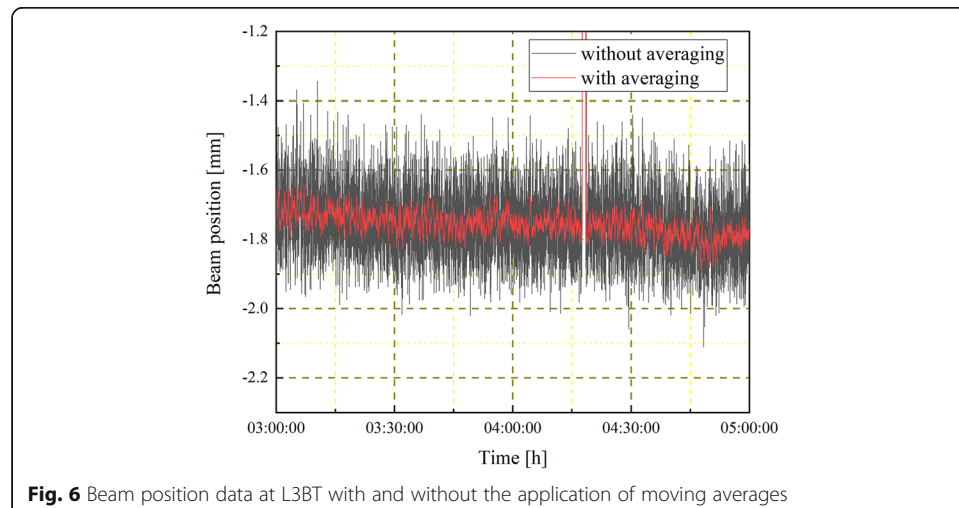 -1.2
-1.4
-1.6
-1.8
-2.0
-2.2
Beam position [mm]
without averaging
with averaging
03:00:00 03:30:00 04:00:00 04:30:00 05:00:00
Time [h]
Fig. 6 Beam position data at L3BT with and without the application of moving averages